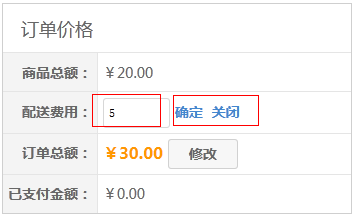 订单价格
商品总额： ￥20.00
配送费用： 5 确定 关闭
订单总额： ￥30.00 修改
已支付金额： ￥0.00